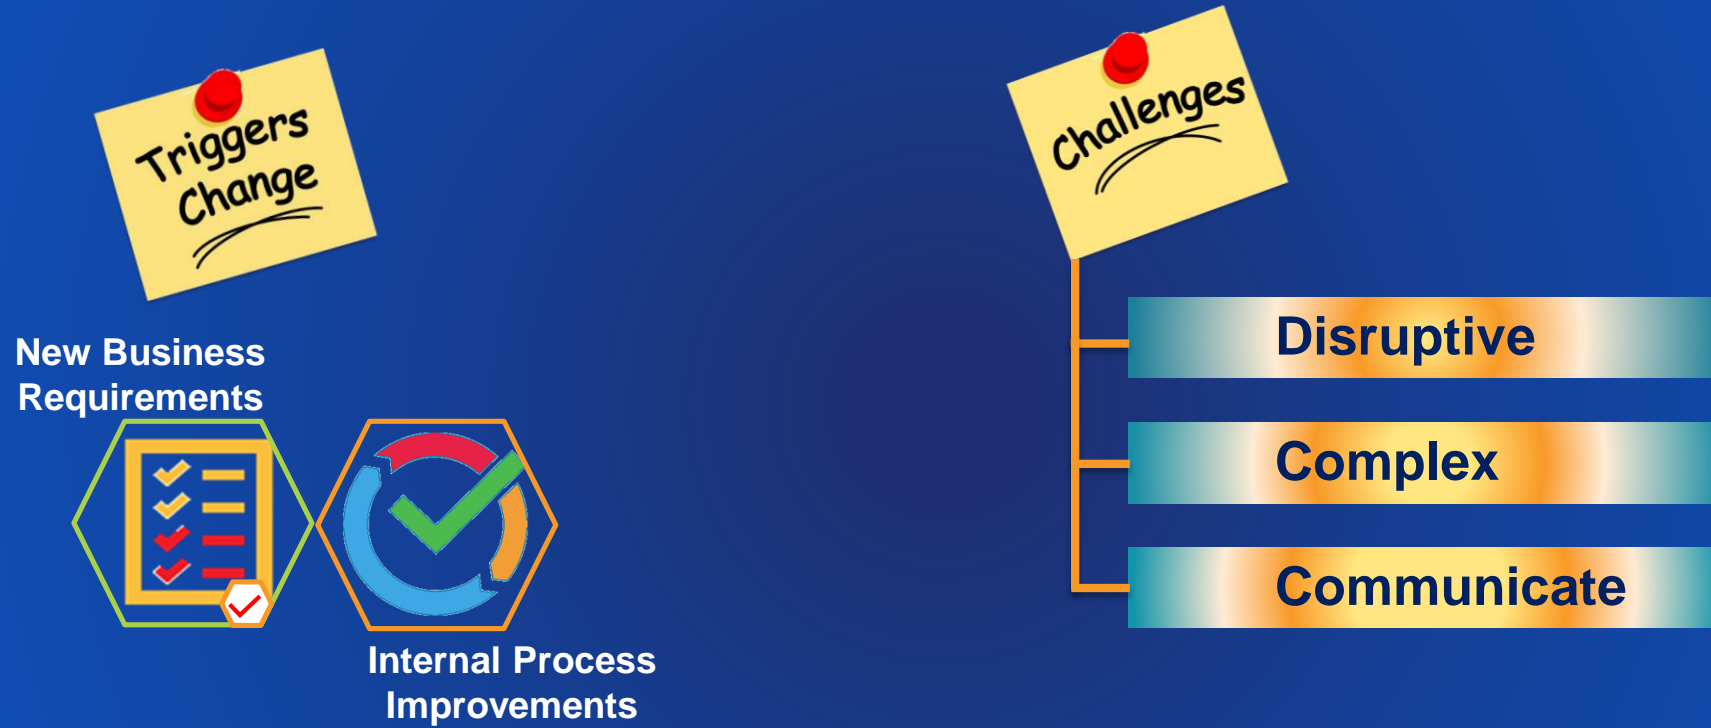 Triggers
Change
New Business
Requirements
Internal Process
Improvements
Challenges
Disruptive
Complex
Communicate